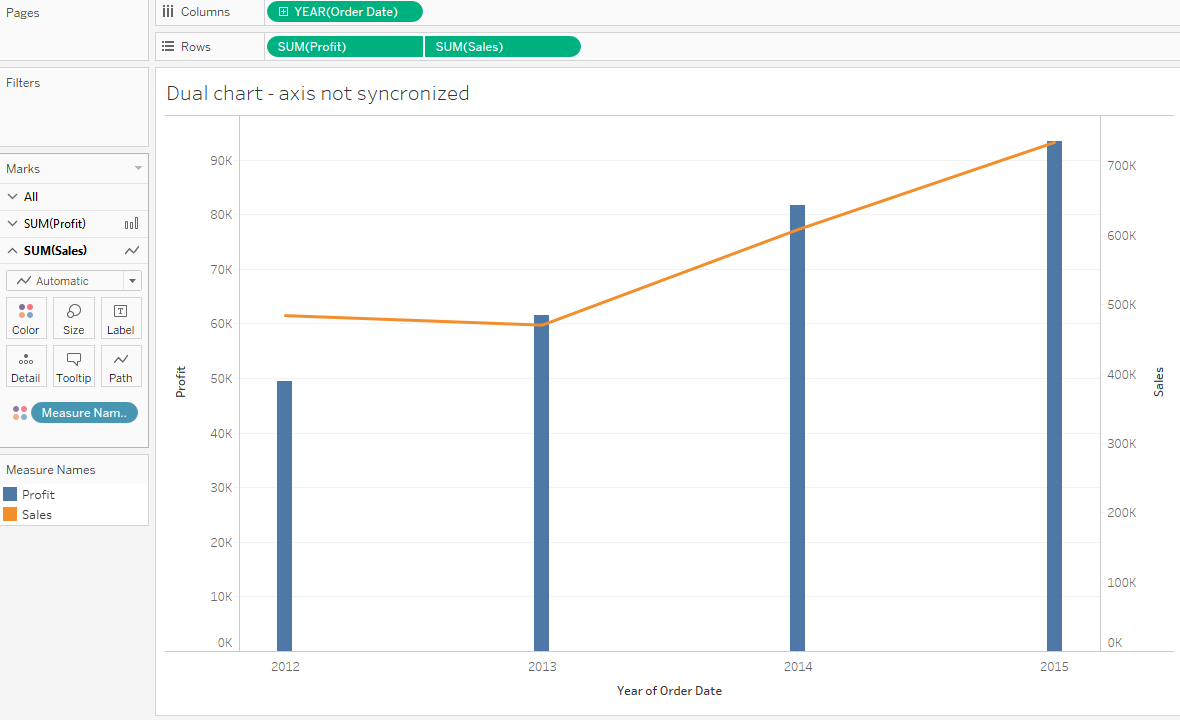 Pages
Columns
YEAR(Order Date)
Rows
SUM(Profit)
SUM(Sales)
Filters
Marks
All
SUM(Profit)
SUM(Sales)
Automatic
Color
Size
Label
Detail
Tooltip
Path
Measure Nam..
Measure Names
Profit
Sales
Dual chart - axis not syncronized
90K
80K
70K
60K
50K
40K
30K
20K
10K
0K
Profit
700K
600K
500K
400K
300K
200K
100K
0K
Sales
2012
2013
2014
2015
Year of Order Date